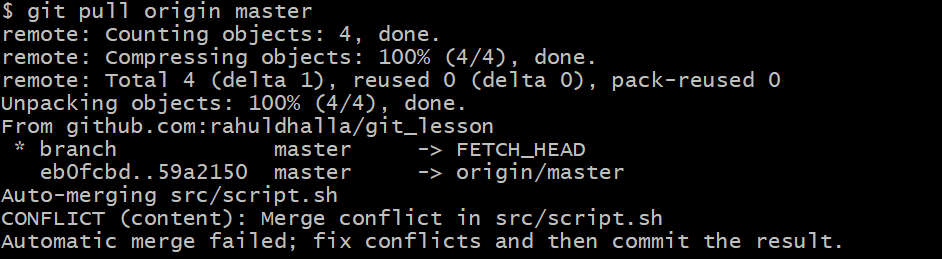 $ git pull origin master
remote: Counting objects: 4, done.
remote: Compressing objects: 100% (4/4), done.
remote: Total 4 (delta 1), reused 0 (delta 0), pack-reused 0
Unpacking objects: 100% (4/4), done.
From github.com:rahuldhalla/git_lesson
 * branch            master     -> FETCH_HEAD
   eb0fcbd..59a2150  master     -> origin/master
Auto-merging src/script.sh
CONFLICT (content): Merge conflict in src/script.sh
Automatic merge failed; fix conflicts and then commit the result.